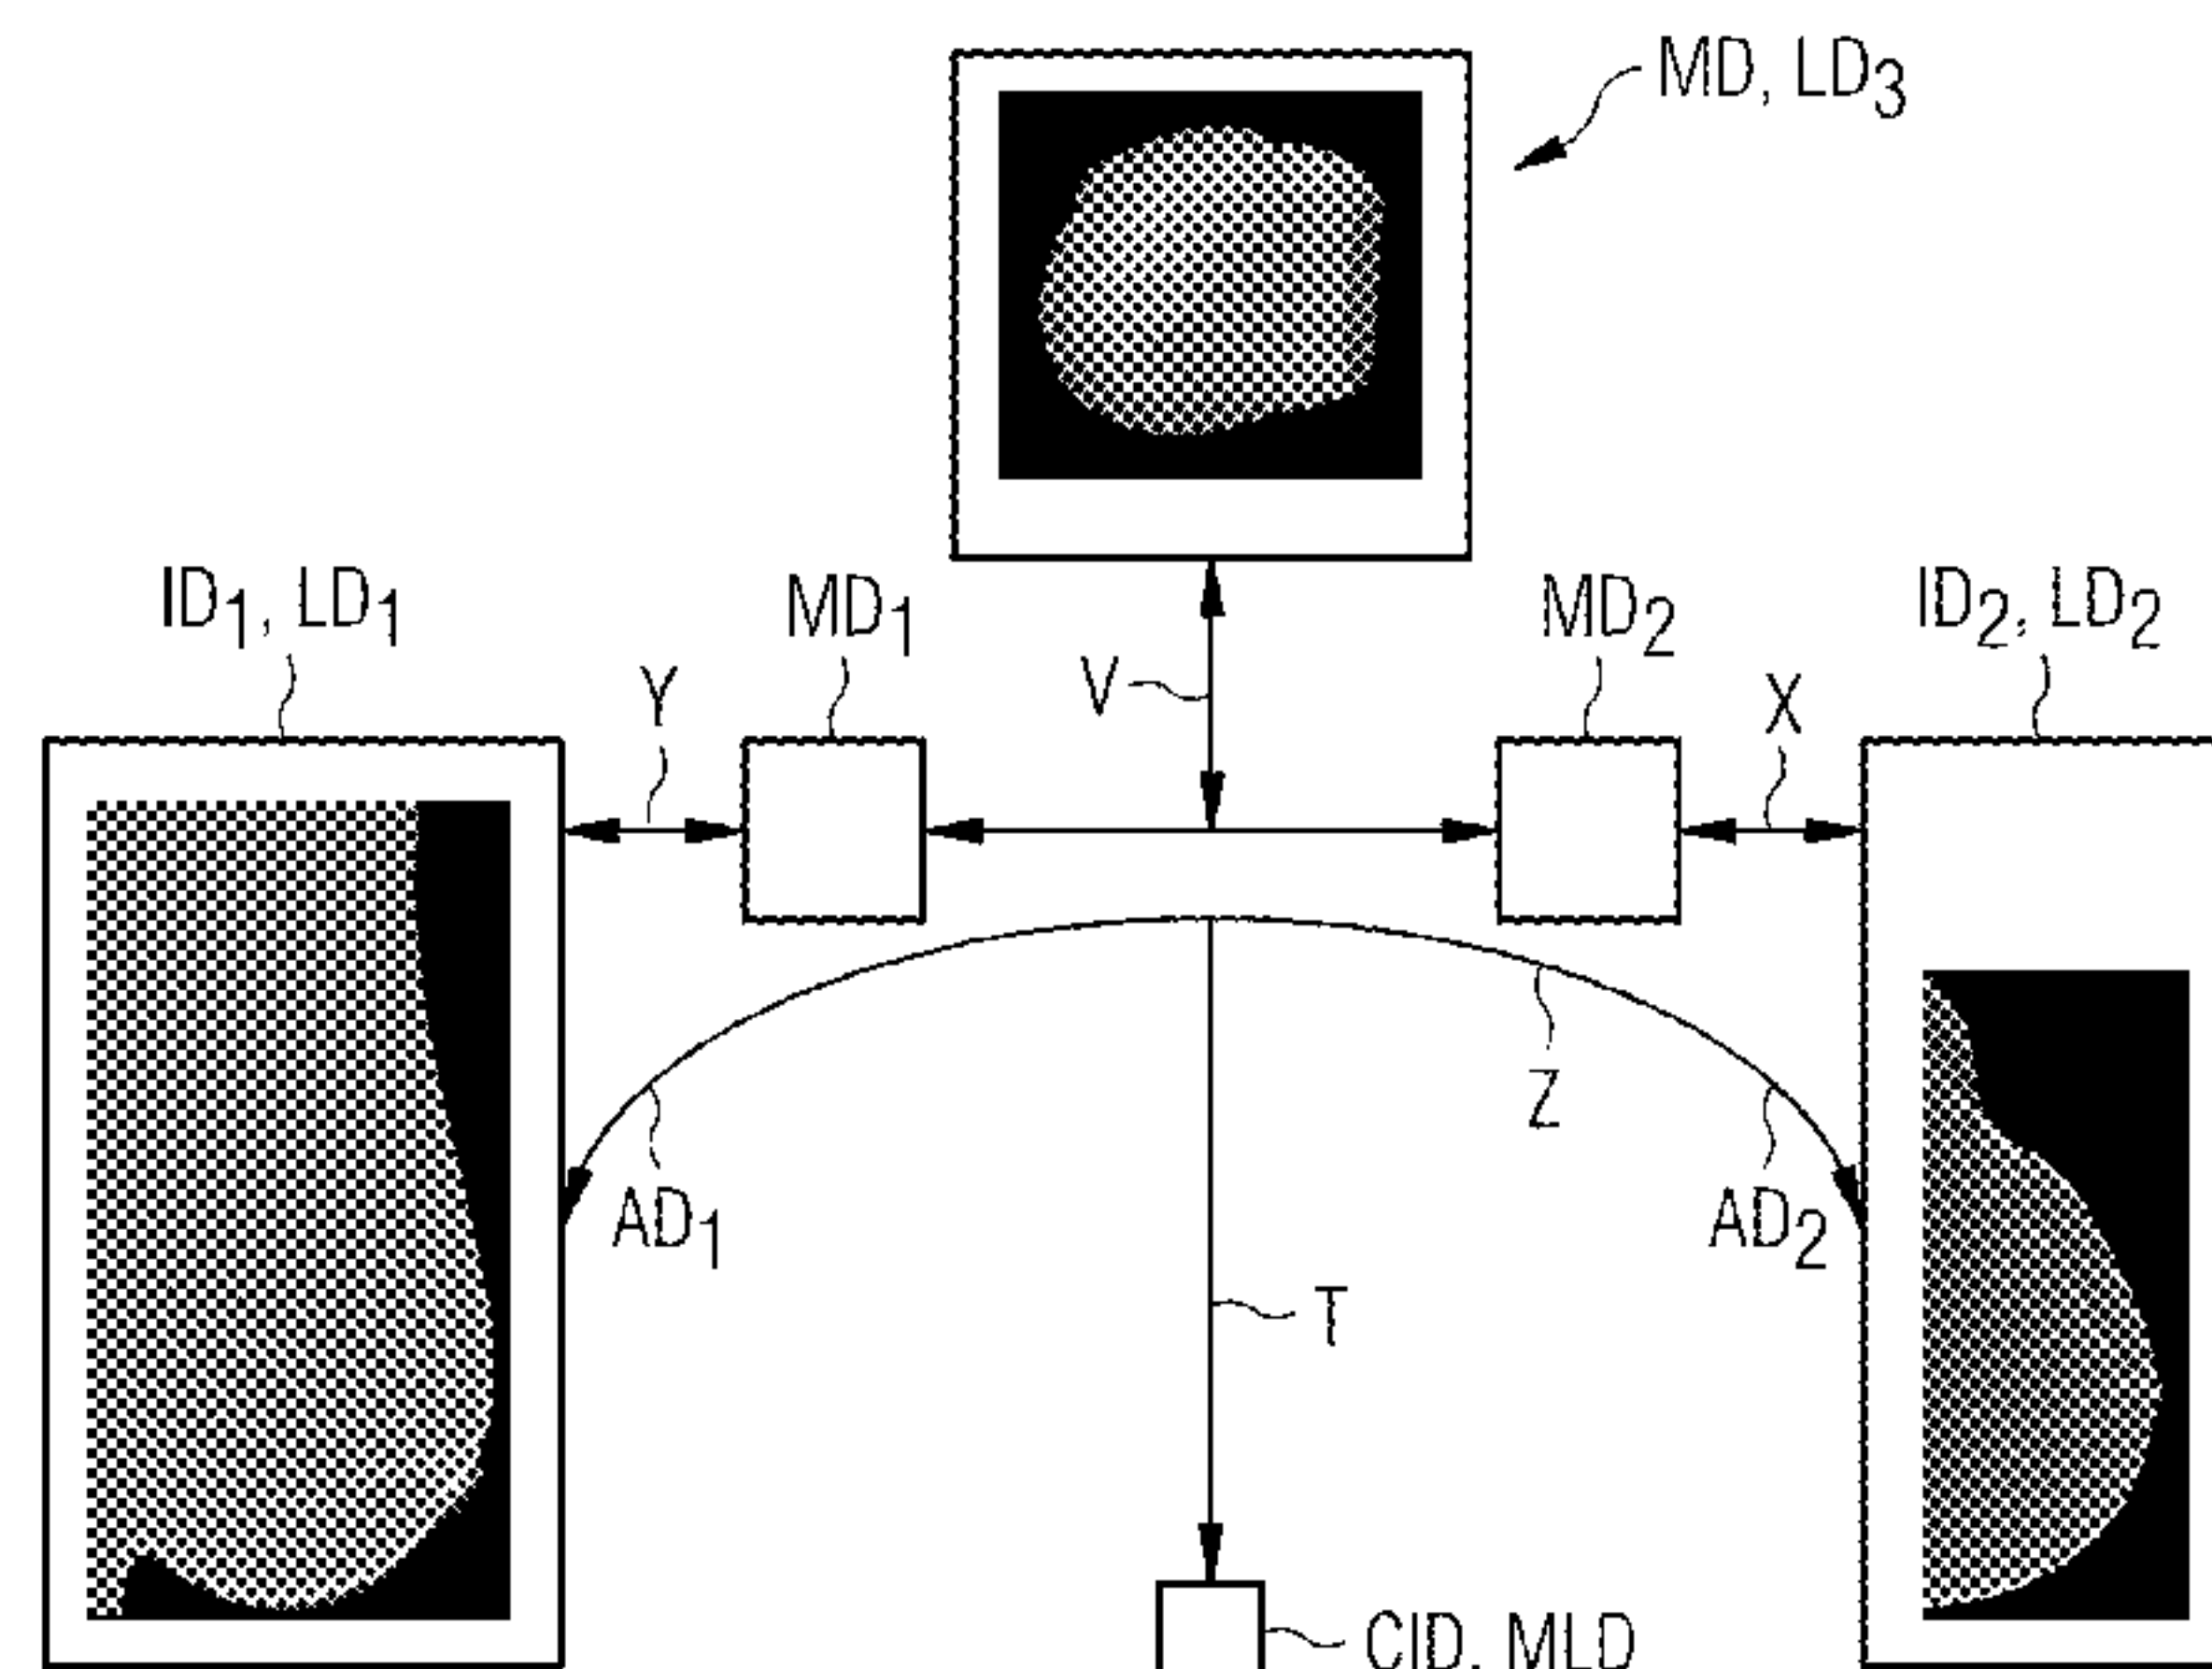 MD, LD3
ID1, LD1
MD1
MD2
ID2, LD2
V
Y
X
Z
AD1
AD2
T
CID, MLD